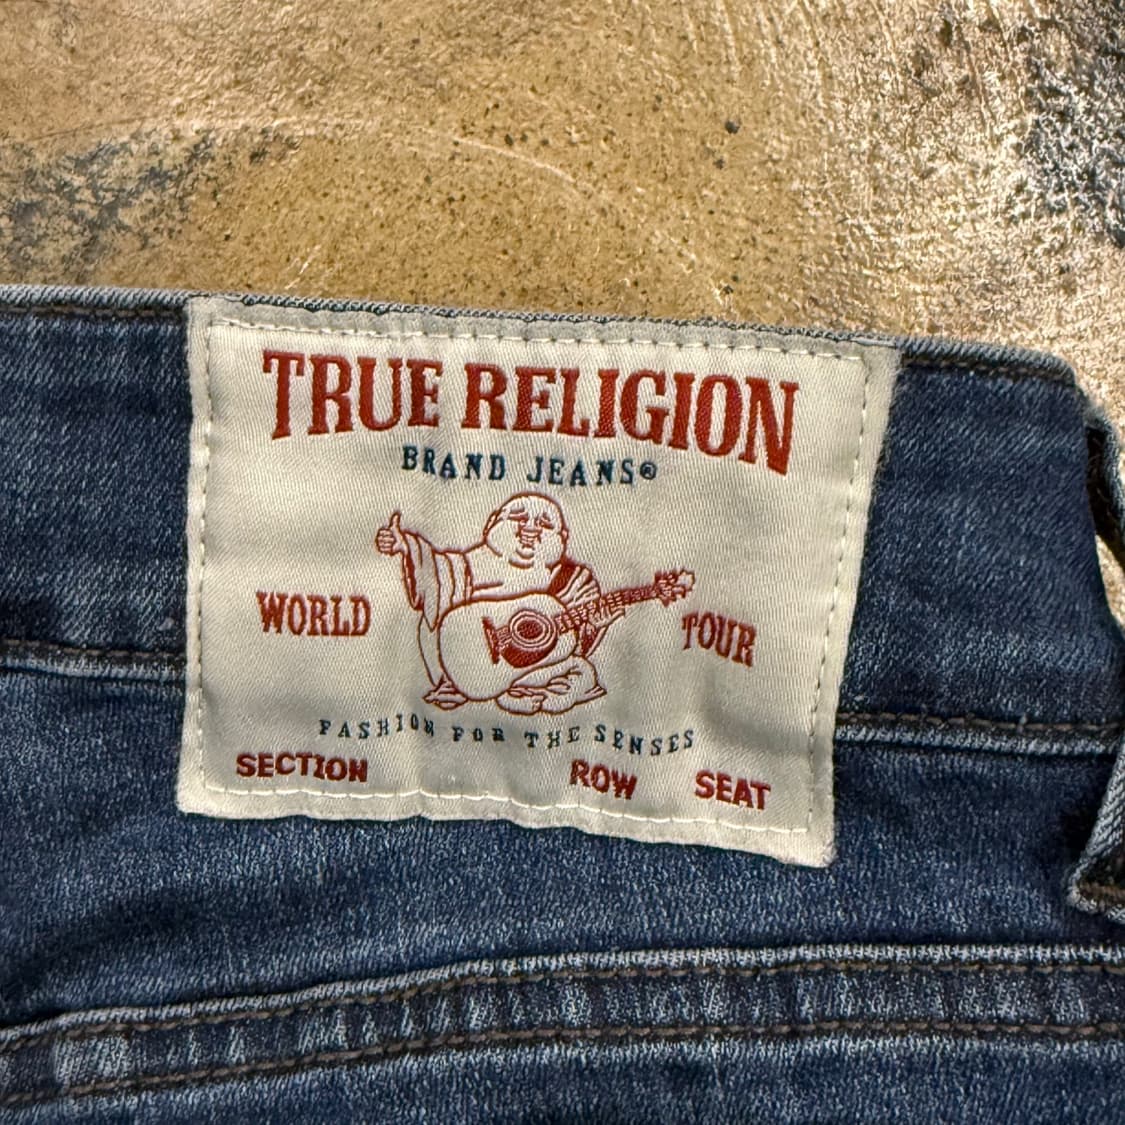 TRUE RELIGION
BRAND JEANS®
WORLD TOUR
FASHION FOR THE SENSES
SECTION ROW SEAT